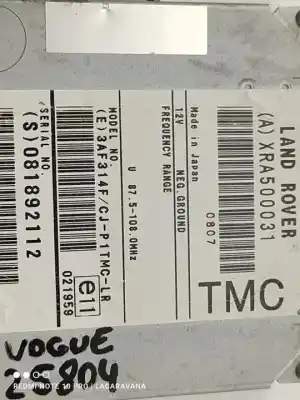 LAND ROVER
(A) XRA500031
0807
TMC
Made in Japan
12V NEG.GROUND
FREQUENCY RANGE
U 87.5-108.0MHz
MODEL NO.
(E)3AF314F/CJ-P1TMC-LR
e11
021959
SERIAL NO.
(S)081892112
VOGUE
25804
REDMI NOTE 10 PRO | LACARAVANA